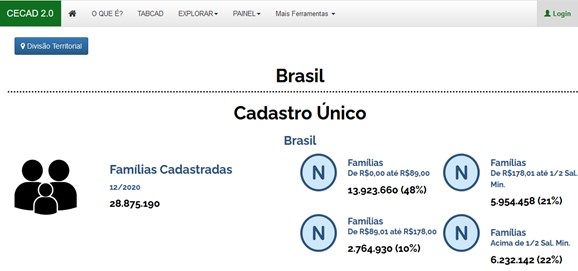 CECAD 2.0 O QUE É? TABCAD EXPLORAR PAINEL Mais Ferramentas Login
Divisão Territorial
Brasil
Cadastro Único
Brasil
Famílias Cadastradas
12/2020
28.875.190
N
Famílias
De R$0,00 até R$89,00
13.923.660 (48%)
N
Famílias
De R$178,01 até 1/2 Sal.
Min.
5.954.458 (21%)
N
Famílias
De R$89,01 até R$178,00
2.764.930 (10%)
N
Famílias
Acima de 1/2 Sal. Min.
6.232.142 (22%)